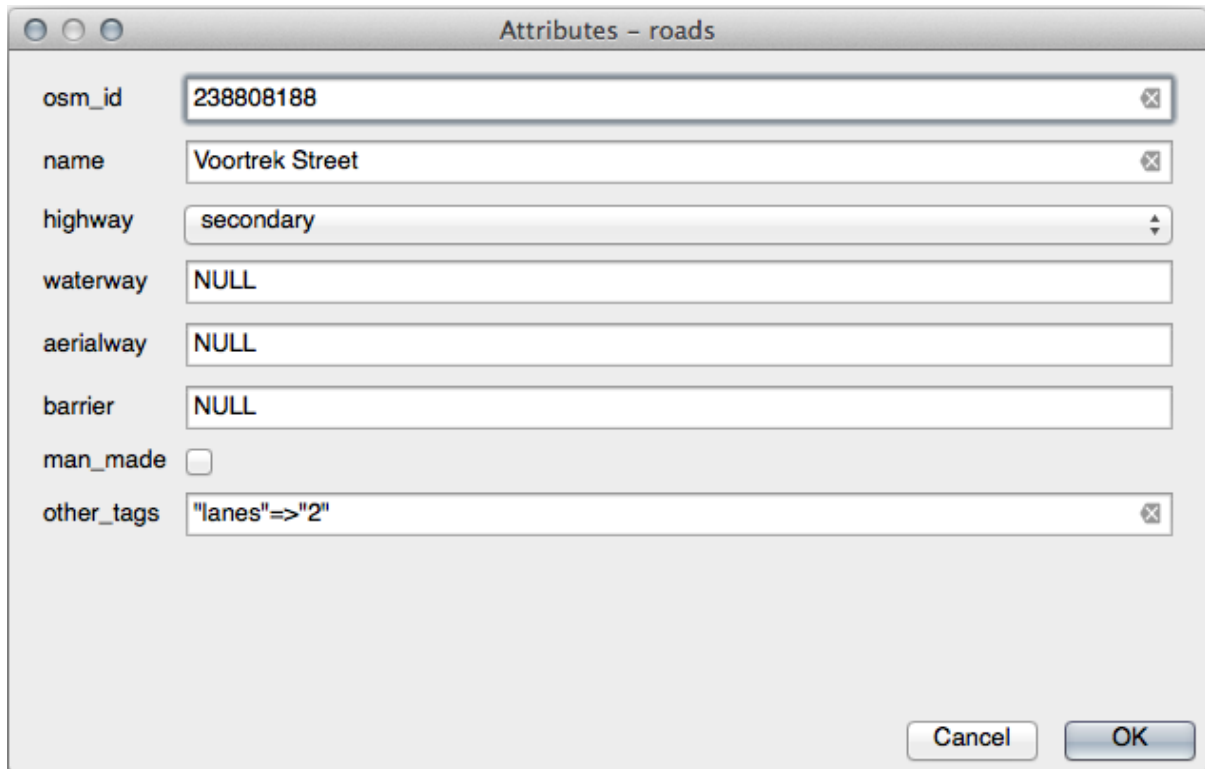 Attributes – roads
osm_id 238808188
name Voortrek Street
highway secondary
waterway NULL
aerialway NULL
barrier NULL
man_made
other_tags "lanes"=>"2"
Cancel OK